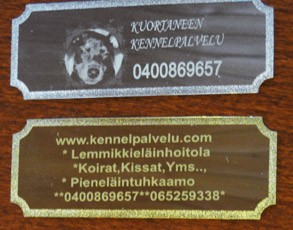 KUORTANEEN
KENNELPALVELU
0400869657
www.kennelpalvelu.com
* Lemmikkieläinhoitola
*Koirat,Kissat,Yms..,
* Pieneläintuhkaamo
**0400869657**065259338*